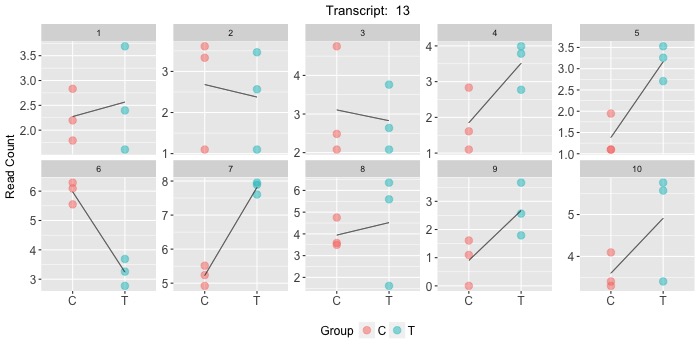 Transcript: 13
Read Count
1 2 3 4 5
3.5 3.0 2.5 2.0
3 2 1
4 3 2
4 3 2 1
3.5 3.0 2.5 2.0 1.5 1.0
6 7 8 9 10
6 5 4 3
8 7 6 5
6 5 4 3 2
3 2 1 0
5 4
C T C T C T C T C T
Group C T